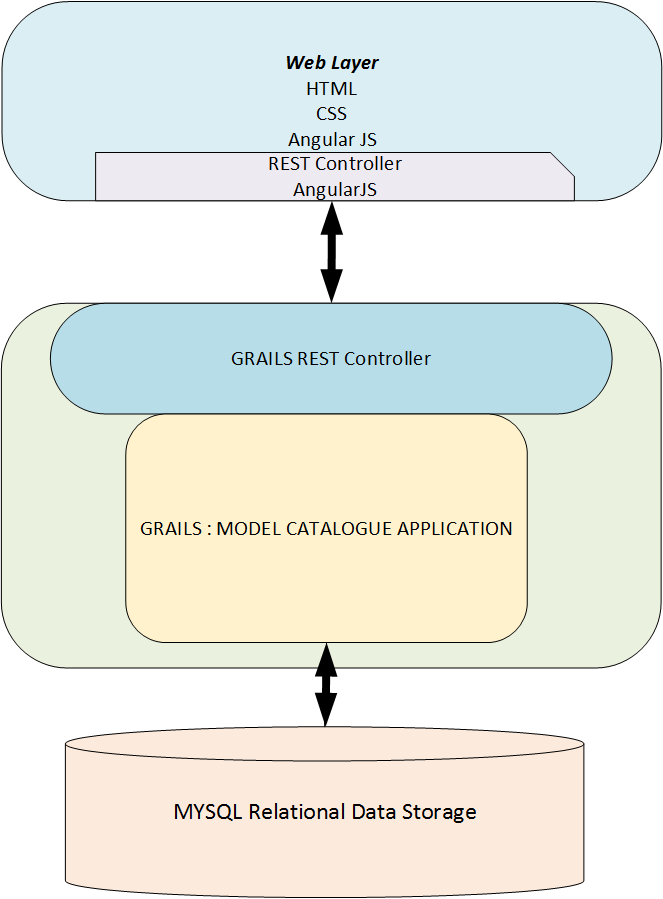 Web Layer
HTML
CSS
Angular JS
REST Controller
AngularJS
GRAILS REST Controller
GRAILS : MODEL CATALOGUE APPLICATION
MYSQL Relational Data Storage